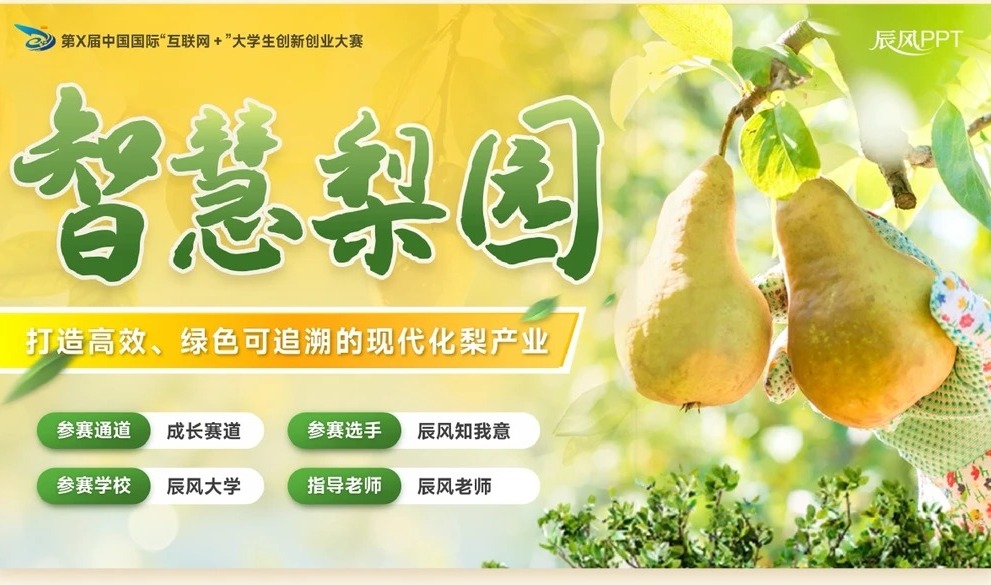 第X届中国国际“互联网+”大学生创新创业大赛
辰风PPT
智慧梨园
打造高效、绿色可追溯的现代化梨产业
参赛通道 成长赛道
参赛选手 辰风知我意
参赛学校 辰风大学
指导老师 辰风老师